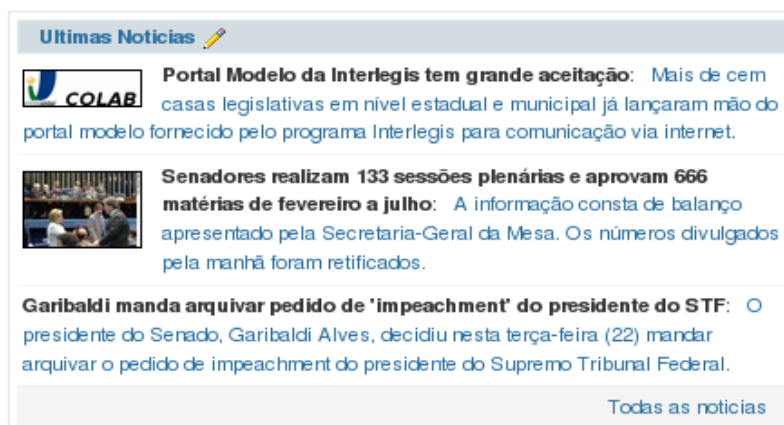 Ultimas Noticias
COLAB
Portal Modelo da Interlegis tem grande aceitação: Mais de cem
casas legislativas em nível estadual e municipal já lançaram mão do
portal modelo fornecido pelo programa Interlegis para comunicação via internet.
Senadores realizam 133 sessões plenárias e aprovam 666
matérias de fevereiro a julho: A informação consta de balanço
apresentado pela Secretaria-Geral da Mesa. Os números divulgados
pela manhã foram retificados.
Garibaldi manda arquivar pedido de 'impeachment' do presidente do STF: O
presidente do Senado, Garibaldi Alves, decidiu nesta terça-feira (22) mandar
arquivar o pedido de impeachment do presidente do Supremo Tribunal Federal.
Todas as noticias